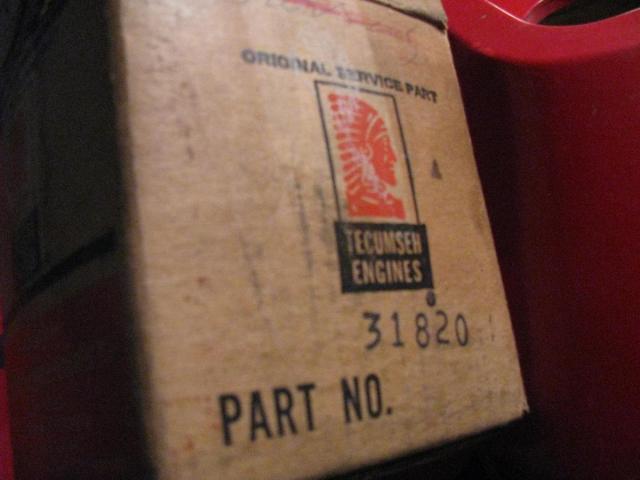 ORIGINAL SERVICE PART
TECUMSEH
ENGINES
31820
PART NO.